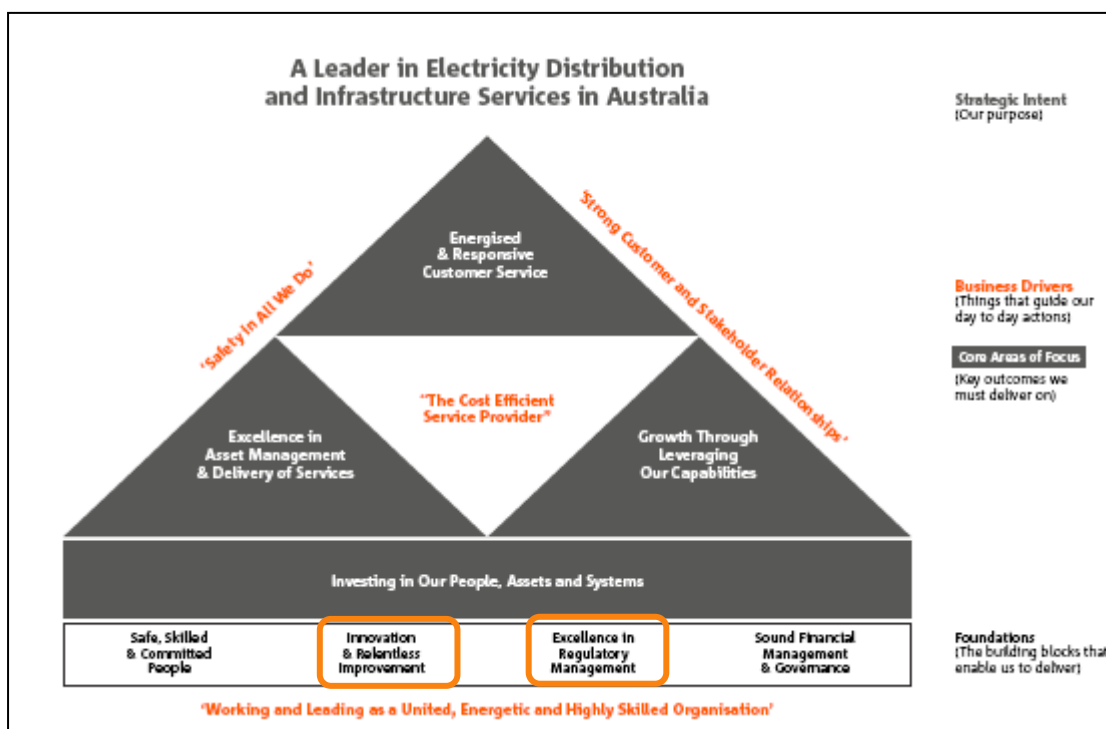 A Leader in Electricity Distribution
and Infrastructure Services in Australia
Strategic Intent
(Our purpose)
'Safety in All We Do'
'Strong Customer and Stakeholder Relationships'
Energised
& Responsive
Customer Service
Business Drivers
(Things that guide our
day to day actions)
Core Areas of Focus
(Key outcomes we
must deliver on)
"The Cost Efficient
Service Provider"
Excellence in
Asset Management
& Delivery of Services
Growth Through
Leveraging
Our Capabilities
Investing in Our People, Assets and Systems
Safe, Skilled
& Committed
People
Innovation
& Relentless
Improvement
Excellence in
Regulatory
Management
Sound Financial
Management
& Governance
Foundations
(The building blocks that
enable us to deliver)
'Working and Leading as a United, Energetic and Highly Skilled Organisation'